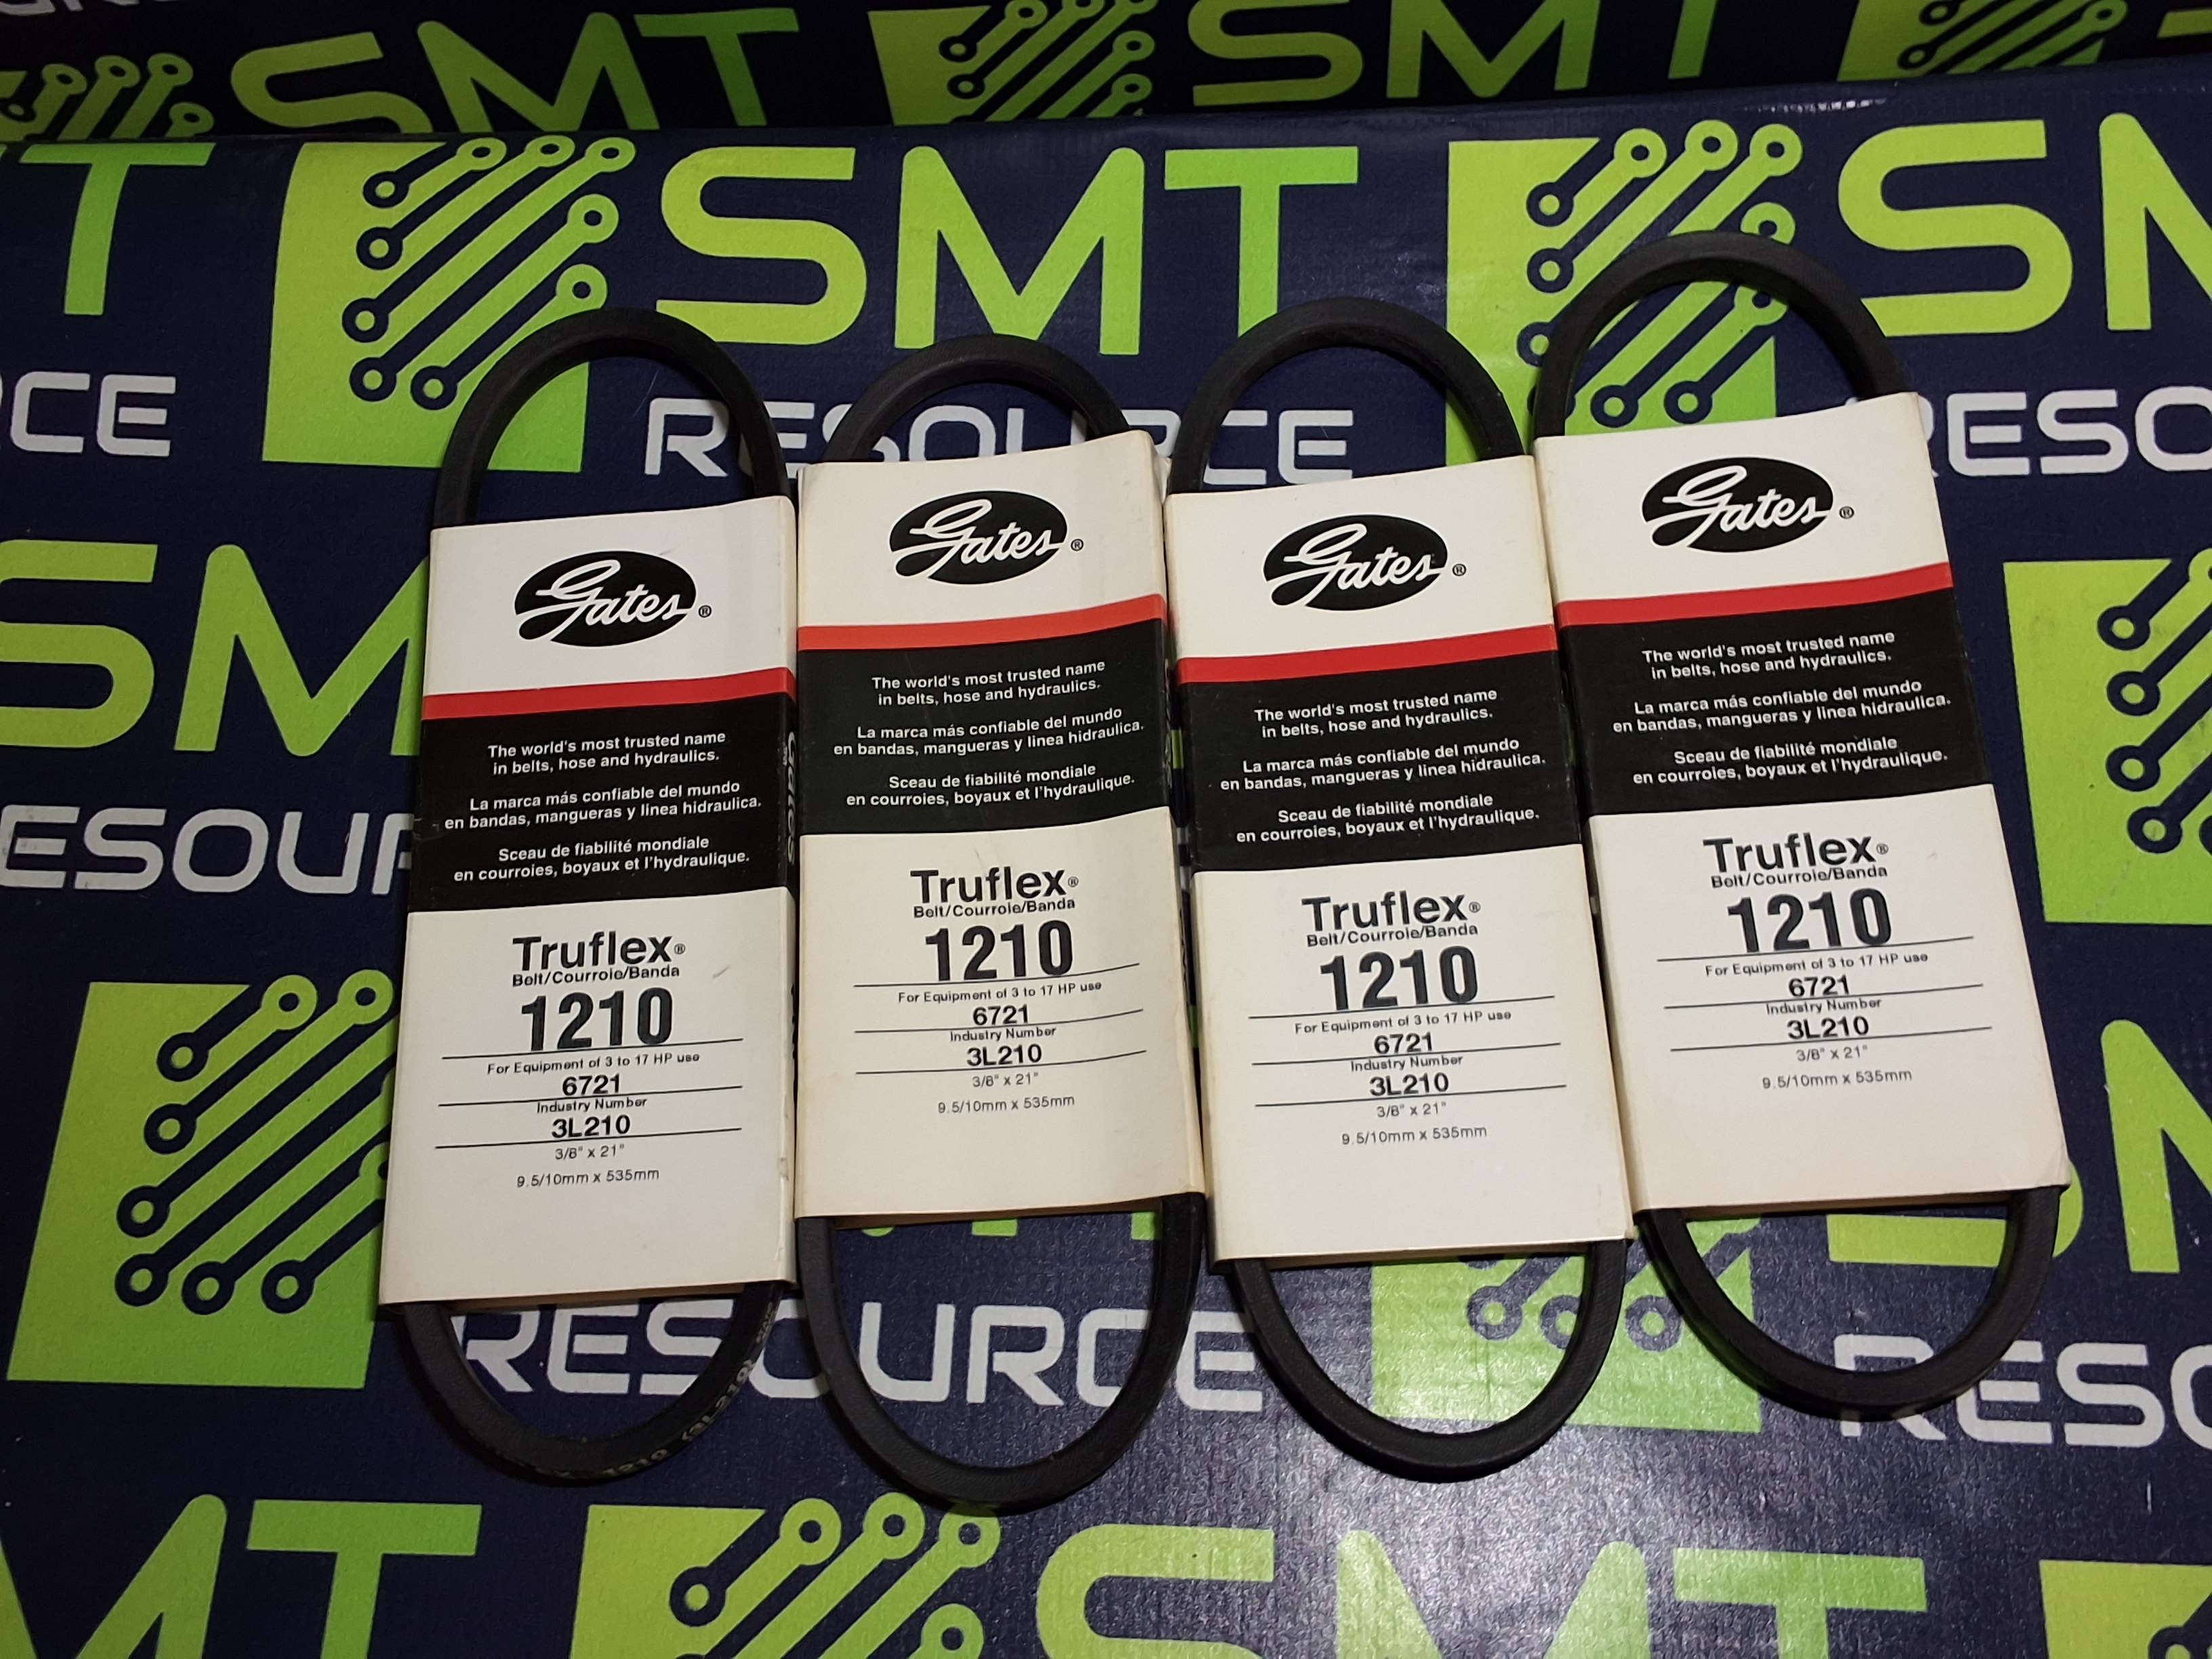 SMT
SMT
T
SMT
SM
RCE
RESOURCE
RESO
SM
ESOUR
Gates®
The world's most trusted name
in belts, hose and hydraulics.
La marca más confiable del mundo
en bandas, mangueras y linea hidraulica.
Sceau de fiabilité mondiale
en courroies, boyaux et l'hydraulique.
Truflex®
Belt/Courroie/Banda
1210
For Equipment of 3 to 17 HP use
6721
Industry Number
3L210
3/8" x 21"
9.5/10mm x 535mm
Gates®
The world's most trusted name
in belts, hose and hydraulics.
La marca más confiable del mundo
en bandas, mangueras y linea hidraulica.
Sceau de fiabilité mondiale
en courroies, boyaux et l'hydraulique.
Truflex®
Belt/Courroie/Banda
1210
For Equipment of 3 to 17 HP use
6721
Industry Number
3L210
3/8" x 21"
9.5/10mm x 535mm
Gates®
The world's most trusted name
in belts, hose and hydraulics.
La marca más confiable del mundo
en bandas, mangueras y linea hidraulica.
Sceau de fiabilité mondiale
en courroies, boyaux et l'hydraulique.
Truflex®
Belt/Courroie/Banda
1210
For Equipment of 3 to 17 HP use
6721
Industry Number
3L210
3/8" x 21"
9.5/10mm x 535mm
Gates®
The world's most trusted name
in belts, hose and hydraulics.
La marca más confiable del mundo
en bandas, mangueras y linea hidraulica.
Sceau de fiabilité mondiale
en courroies, boyaux et l'hydraulique.
Truflex®
Belt/Courroie/Banda
1210
For Equipment of 3 to 17 HP use
6721
Industry Number
3L210
3/8" x 21"
9.5/10mm x 535mm
RESOURCE
RESO
MT
SMT